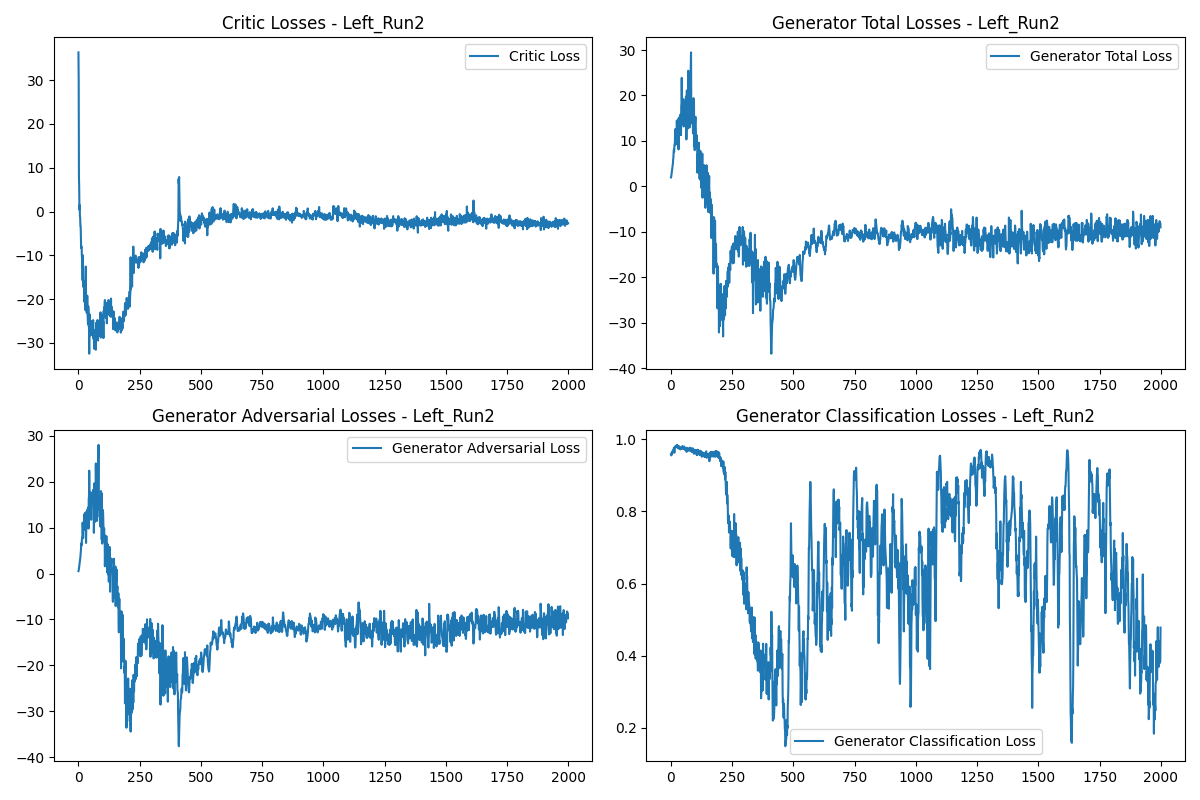 Critic Losses - Left_Run2
Critic Loss
30
20
10
0
−10
−20
−30
0 250 500 750 1000 1250 1500 1750 2000
Generator Total Losses - Left_Run2
Generator Total Loss
30
20
10
0
−10
−20
−30
−40
0 250 500 750 1000 1250 1500 1750 2000
Generator Adversarial Losses - Left_Run2
Generator Adversarial Loss
30
20
10
0
−10
−20
−30
−40
0 250 500 750 1000 1250 1500 1750 2000
Generator Classification Losses - Left_Run2
1.0
0.8
0.6
0.4
0.2
Generator Classification Loss
0 250 500 750 1000 1250 1500 1750 2000